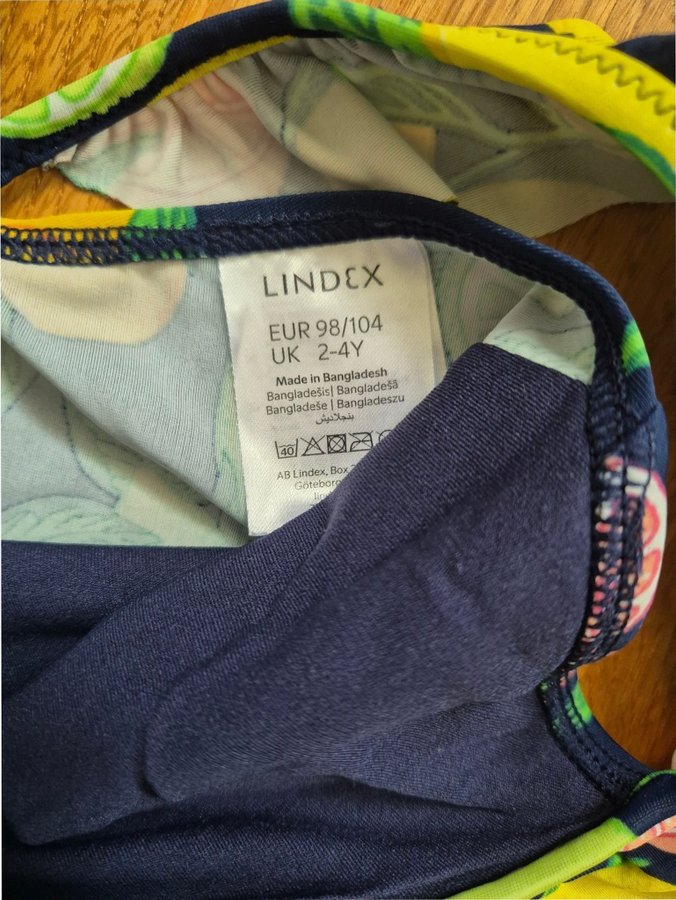 LINDEX
EUR 98/104
UK 2-4Y
Made in Bangladesh
Bangladešis| Bangladešā
Bangladeše | Bangladeszu
بنجلاديش
40
AB Lindex, Box
Göteborg